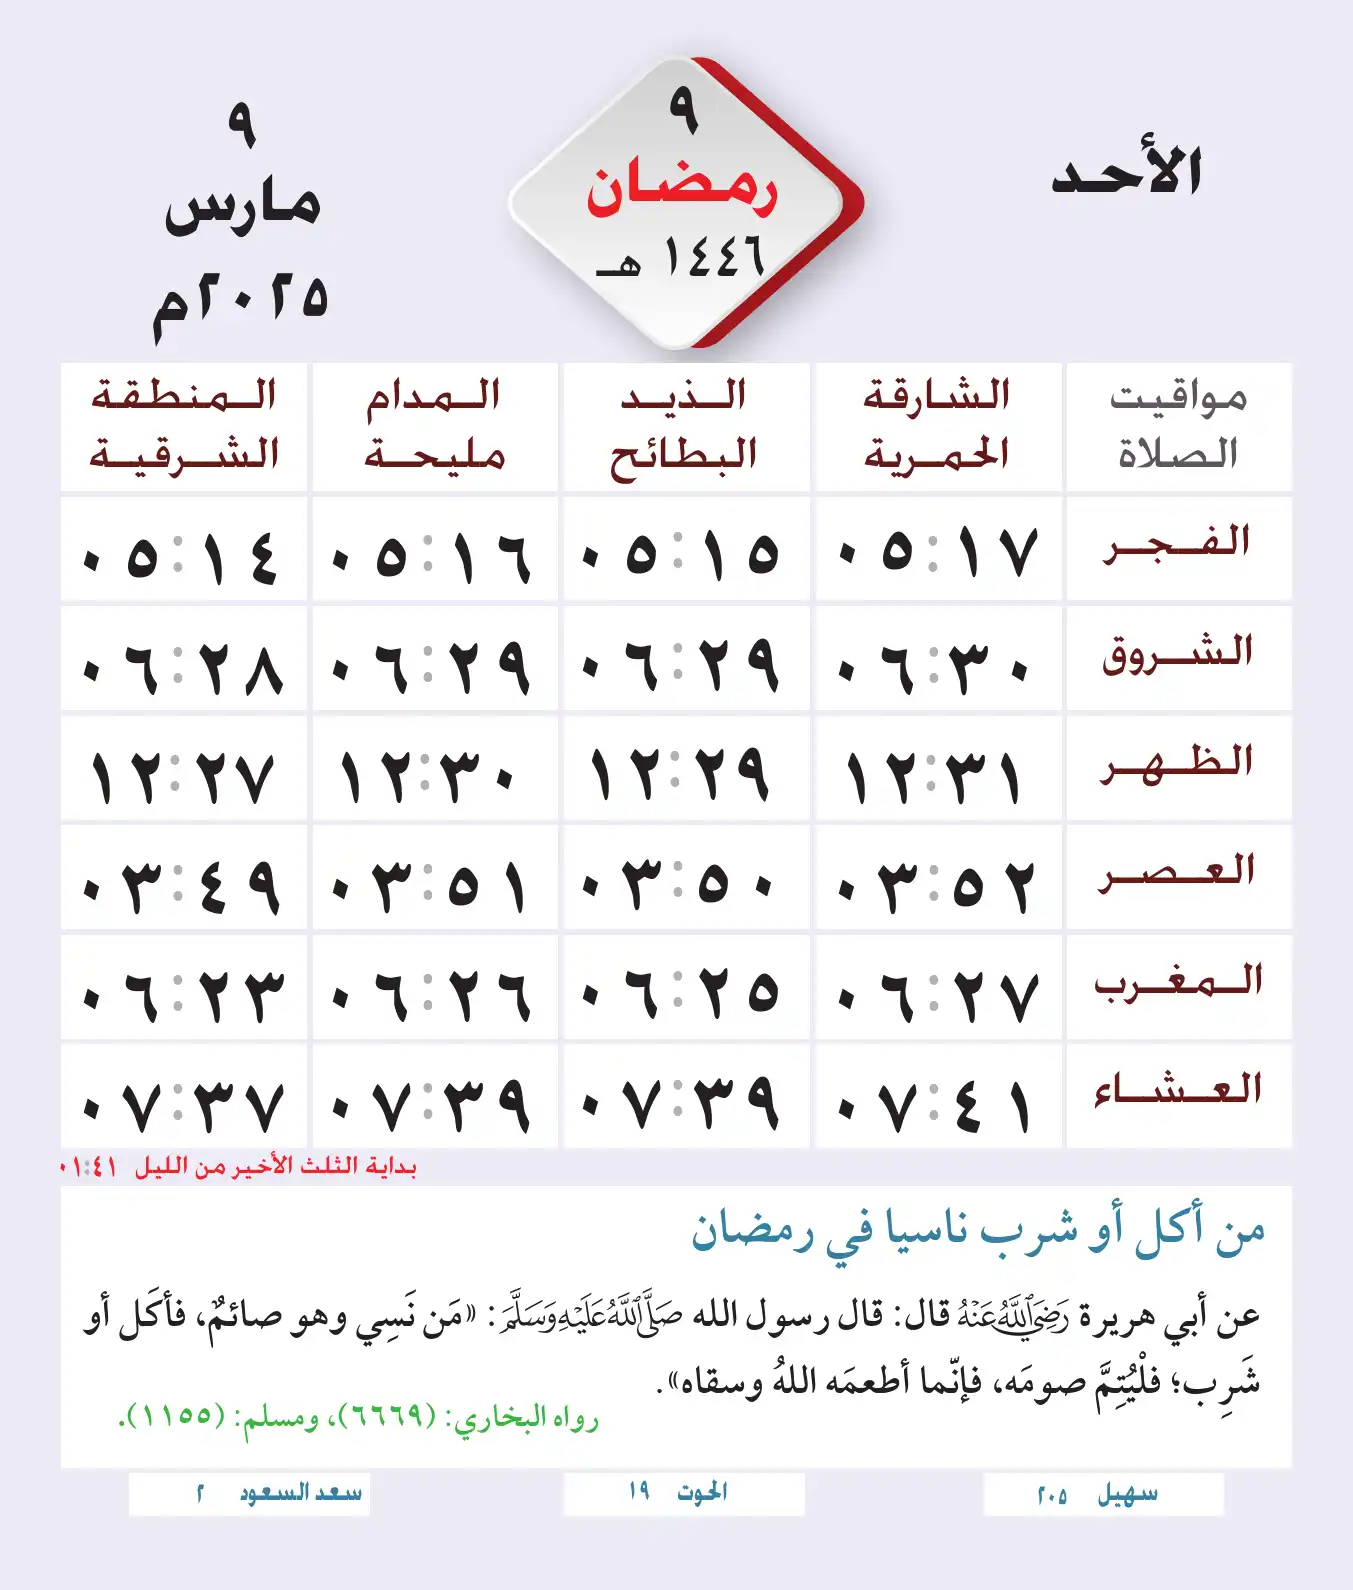 الأحد
٩
رمضان
١٤٤٦ هـ
٩
مارس
٢٠٢٥م
مواقيت الصلاة
الشارقة الحمرية
الذيد البطائح
المدام مليحة
المنطقة الشرقية
الفجر ٠٥:١٧ ٠٥:١٥ ٠٥:١٦ ٠٥:١٤
الشروق ٠٦:٣٠ ٠٦:٢٩ ٠٦:٢٩ ٠٦:٢٨
الظهر ١٢:٣١ ١٢:٢٩ ١٢:٣٠ ١٢:٢٧
العصر ٠٣:٥٢ ٠٣:٥٠ ٠٣:٥١ ٠٣:٤٩
المغرب ٠٦:٢٧ ٠٦:٢٥ ٠٦:٢٦ ٠٦:٢٣
العشاء ٠٧:٤١ ٠٧:٣٩ ٠٧:٣٩ ٠٧:٣٧
بداية الثلث الأخير من الليل ٠١:٤١
من أكل أو شرب ناسيا في رمضان
عن أبي هريرة رَضِيَ اللَّهُ عَنْهُ قال: قال رسول الله صَلَّى اللَّهُ عَلَيْهِ وَسَلَّمَ: «مَن نَسِي وهو صائمٌ، فأكَل أو
شَرِب؛ فلْيُتِمَّ صومَه، فإنّما أطعمَه اللهُ وسقاه».
رواه البخاري: (٦٦٦٩)، ومسلم: (١١٥٥).
سهيل ٢٠٥
الحوت ١٩
سعد السعود ٢